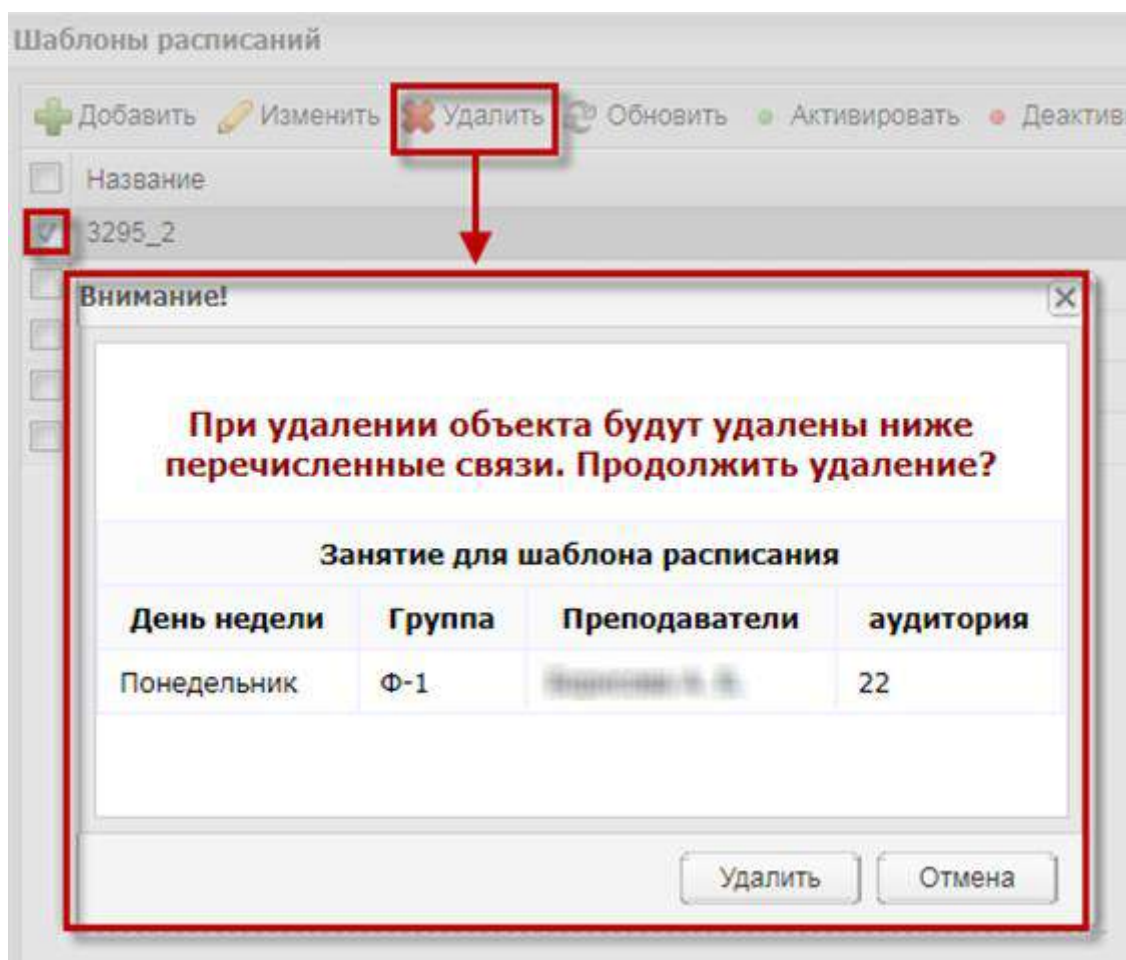 Шаблоны расписаний
Добавить Изменить Удалить Обновить Активировать Деактив
Название
3295_2
Внимание!
При удалении объекта будут удалены ниже
перечисленные связи. Продолжить удаление?
Занятие для шаблона расписания
День недели Группа Преподаватели аудитория
Понедельник Ф-1 22
Удалить Отмена